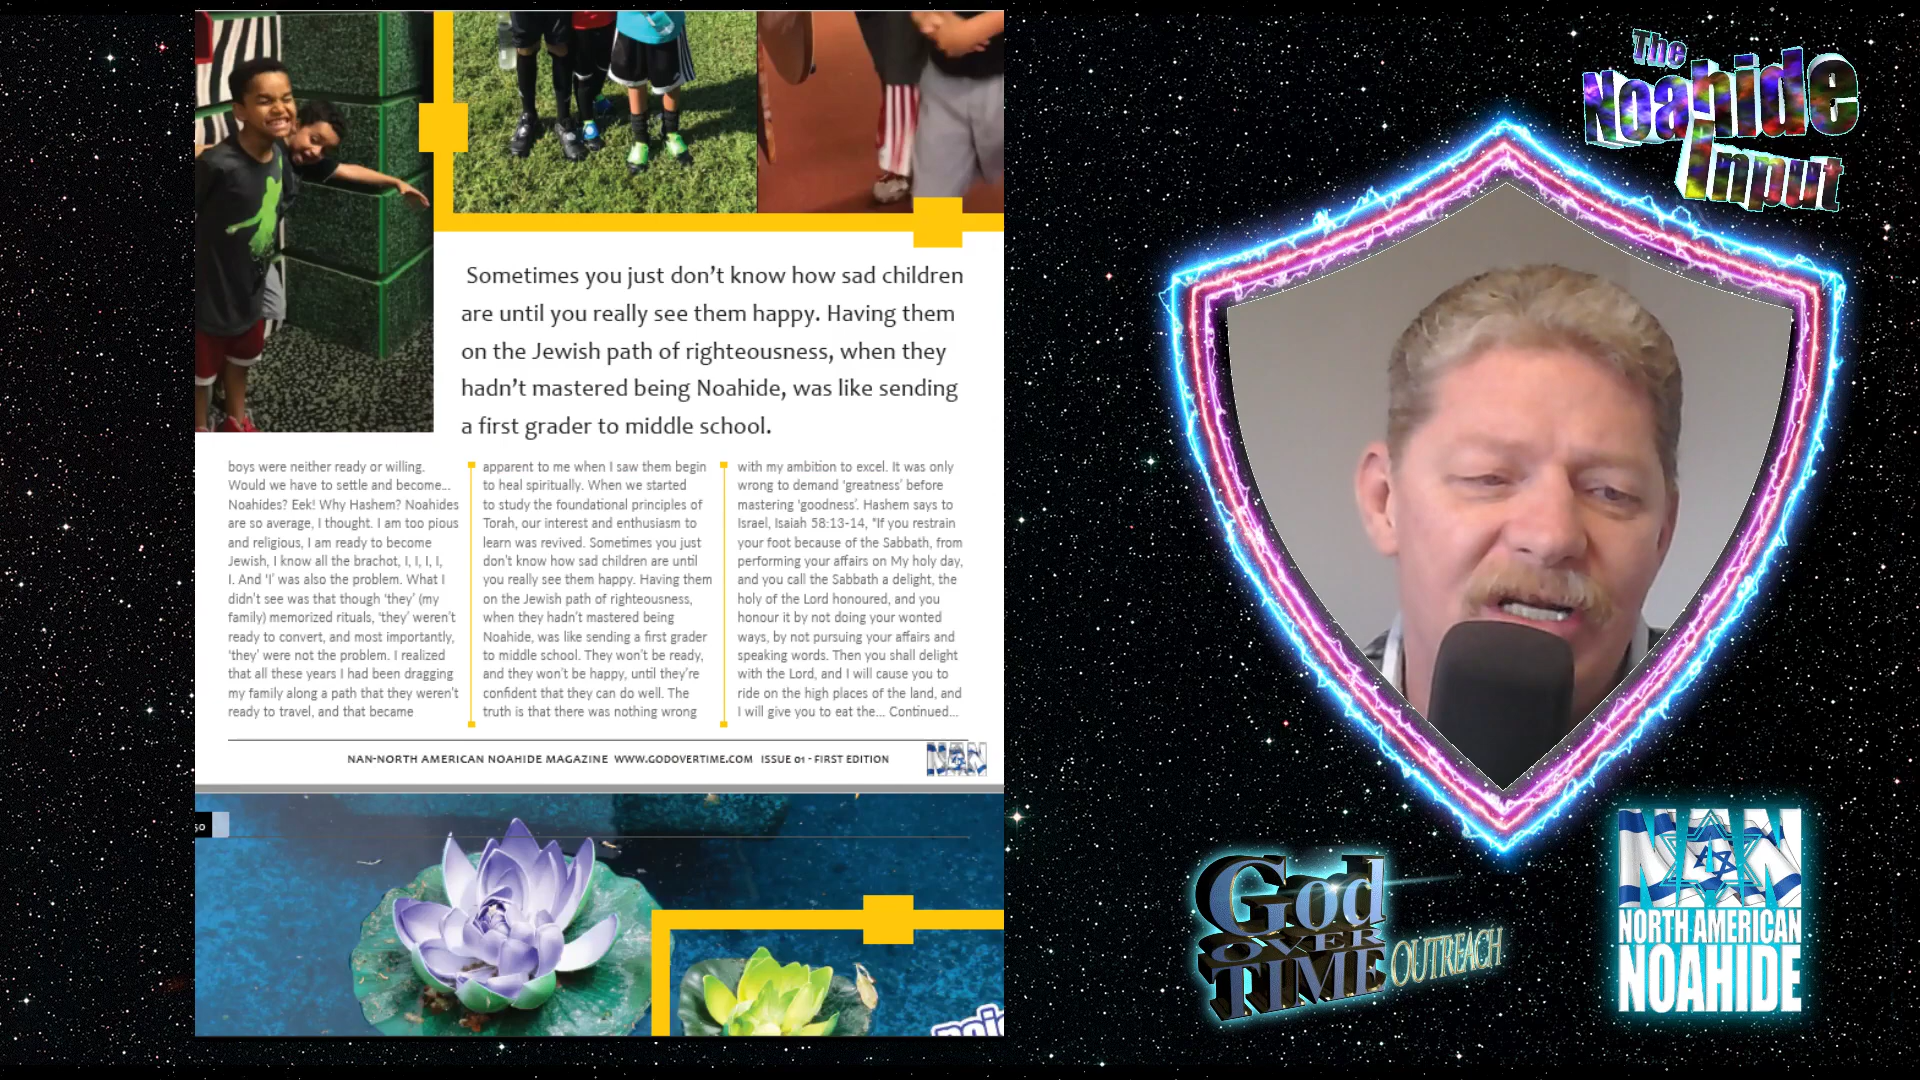 The
Noahide
Input
Sometimes you just don’t know how sad children
are until you really see them happy. Having them
on the Jewish path of righteousness, when they
hadn’t mastered being Noahide, was like sending
a first grader to middle school.
boys were neither ready or willing.
Would we have to settle and become...
Noahides? Eek! Why Hashem? Noahides
are so average, I thought. I am too pious
and religious, I am ready to become
Jewish, I know all the brachot, I, I, I, I,
I. And ‘I’ was also the problem. What I
didn’t see was that though ‘they’ (my
family) memorized rituals, ‘they’ weren’t
ready to convert, and most importantly,
‘they’ were not the problem. I realized
that all these years I had been dragging
my family along a path that they weren’t
ready to travel, and that became
apparent to me when I saw them begin
to heal spiritually. When we started
to study the foundational principles of
Torah, our interest and enthusiasm to
learn was revived. Sometimes you just
don’t know how sad children are until
you really see them happy. Having them
on the Jewish path of righteousness,
when they hadn’t mastered being
Noahide, was like sending a first grader
to middle school. They won’t be ready,
and they won’t be happy, until they’re
confident that they can do well. The
truth is that there was nothing wrong
with my ambition to excel. It was only
wrong to demand ‘greatness’ before
mastering ‘goodness’. Hashem says to
Israel, Isaiah 58:13-14, "If you restrain
your foot because of the Sabbath, from
performing your affairs on My holy day,
and you call the Sabbath a delight, the
holy of the Lord honoured, and you
honour it by not doing your wonted
ways, by not pursuing your affairs and
speaking words. Then you shall delight
with the Lord, and I will cause you to
ride on the high places of the land, and
I will give you to eat the... Continued...
NAN-NORTH AMERICAN NOAHIDE MAGAZINE WWW.GODOVERTIME.COM ISSUE 01 - FIRST EDITION
NAN
50
God
OVER
TIME OUTREACH
NAN
NORTH AMERICAN
NOAHIDE